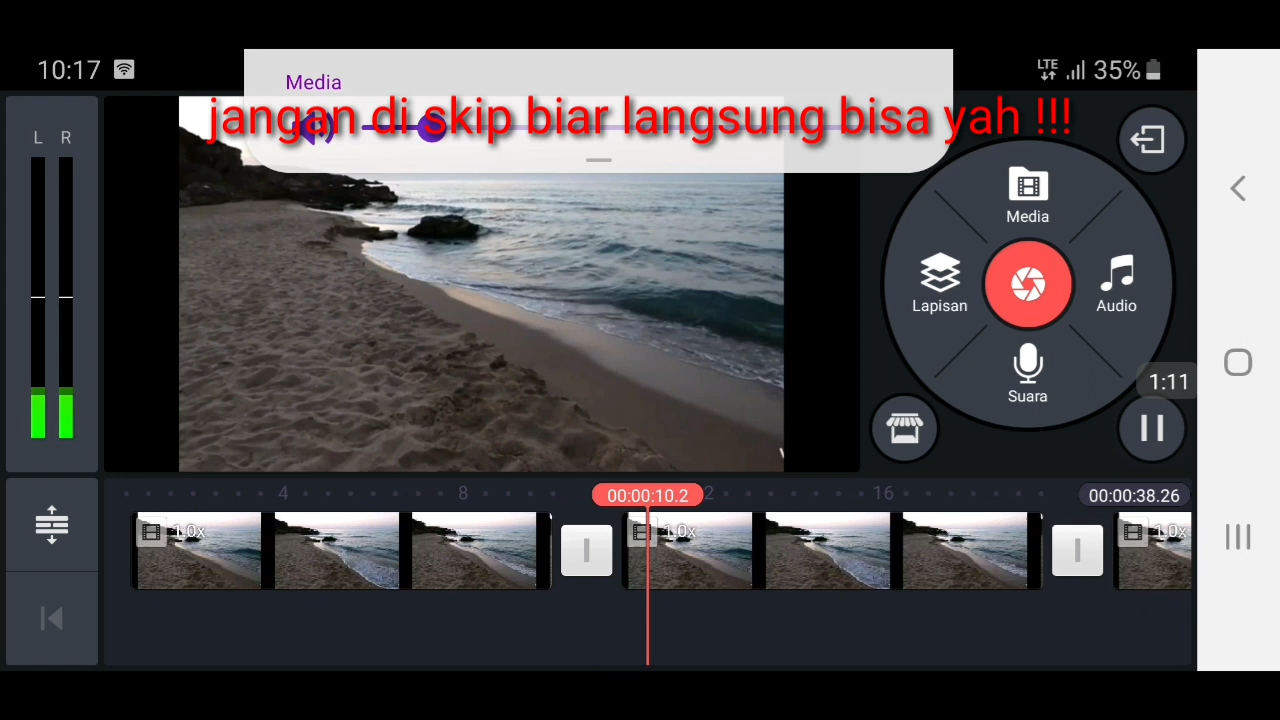 10:17
LTE 35%
Media
jangan di skip biar langsung bisa yah !!!
L R
Media
Lapisan
Audio
Suara
1:11
4 8 00:00:10.2 2 16 00:00:38.26
1.0x 1.0x 1.0x